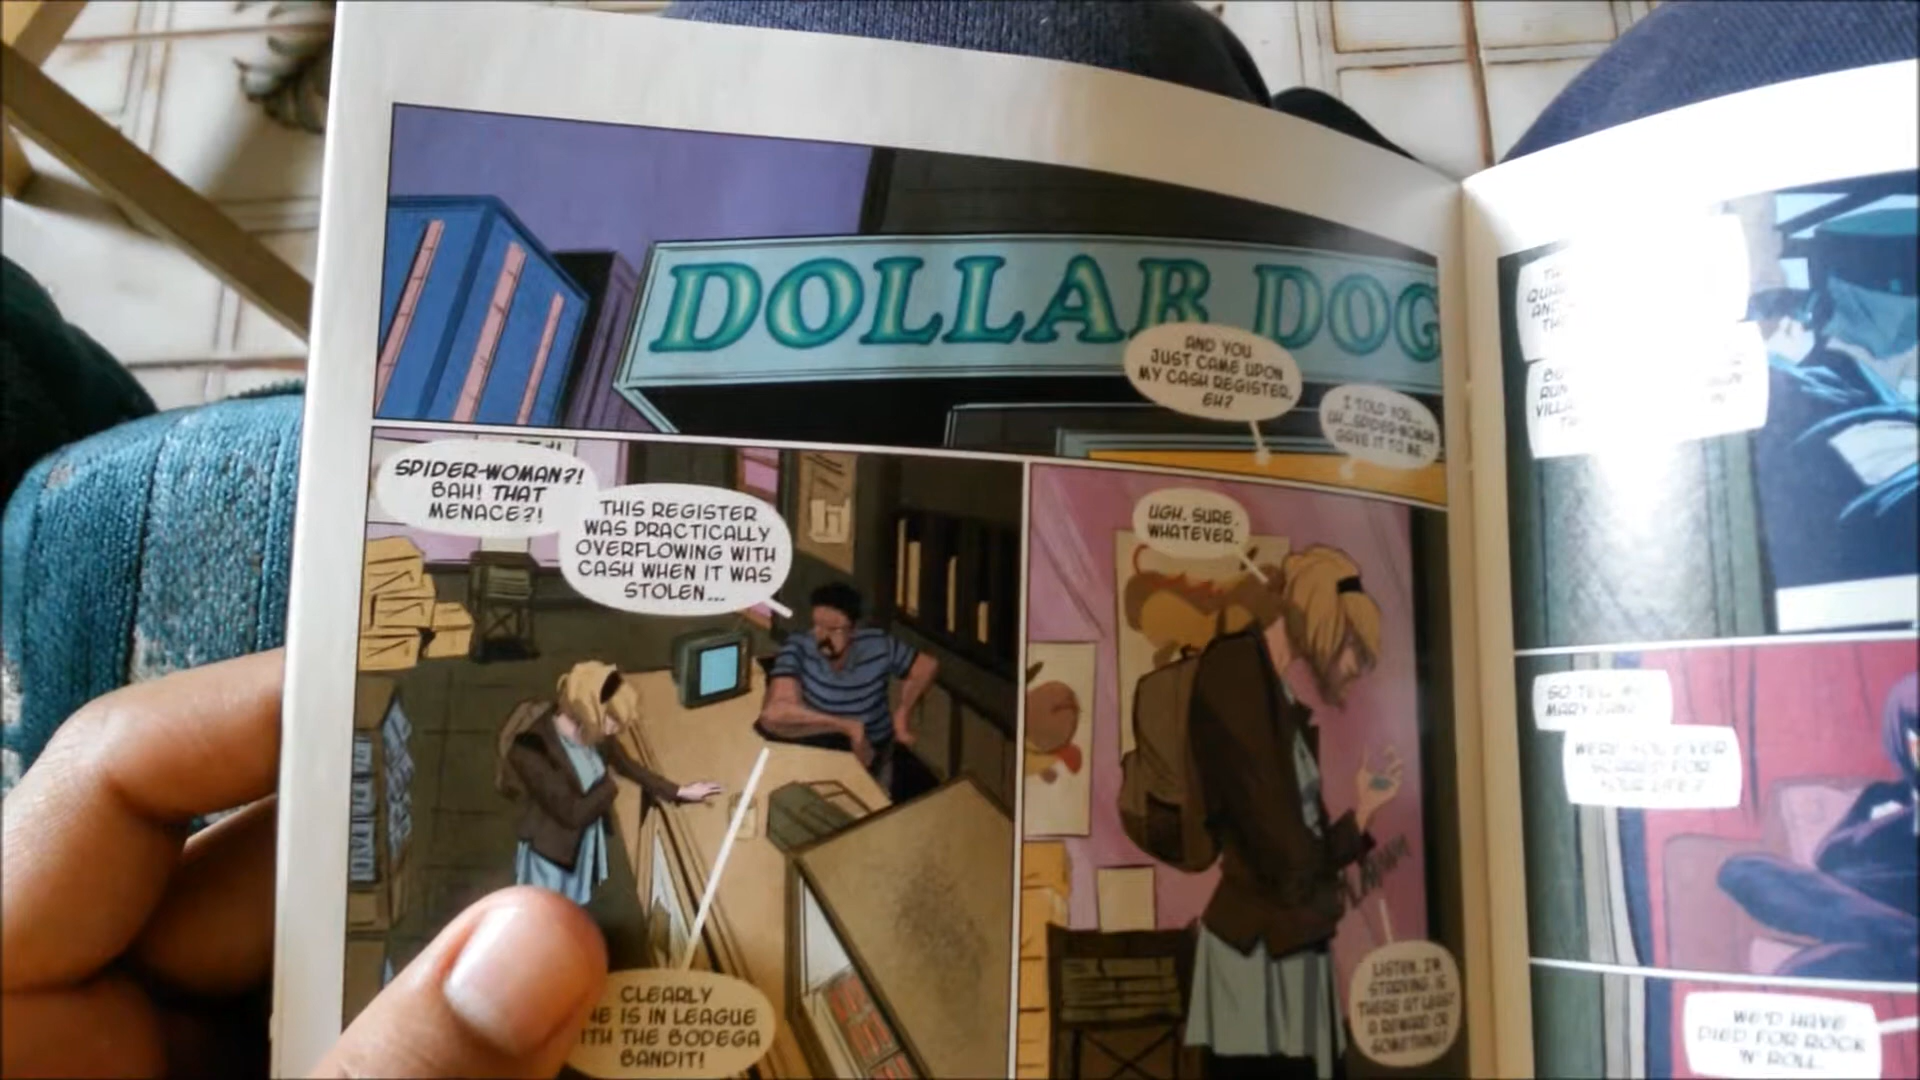 DOLLAR DOG
AND YOU
JUST CAME UPON
MY CASH REGISTER,
EH?
I TOLD YOU...
UH...SPIDER-WOMAN
GAVE IT TO ME.
SPIDER-WOMAN?!
BAH! THAT
MENACE?!
THIS REGISTER
WAS PRACTICALLY
OVERFLOWING WITH
CASH WHEN IT WAS
STOLEN...
CLEARLY
HE IS IN LEAGUE
ITH THE BODEGA
BANDIT!
UGH. SURE.
WHATEVER.
LISTEN, I'M
STARVING. IS
THERE AT LEAST
A REWARD OR
SOMETHING?
SO TELL ME
MARY JANE
WERE YOU EVER
SCARED FOR
YOUR LIFE?
WE'D HAVE
DIED FOR ROCK
'N' ROLL.